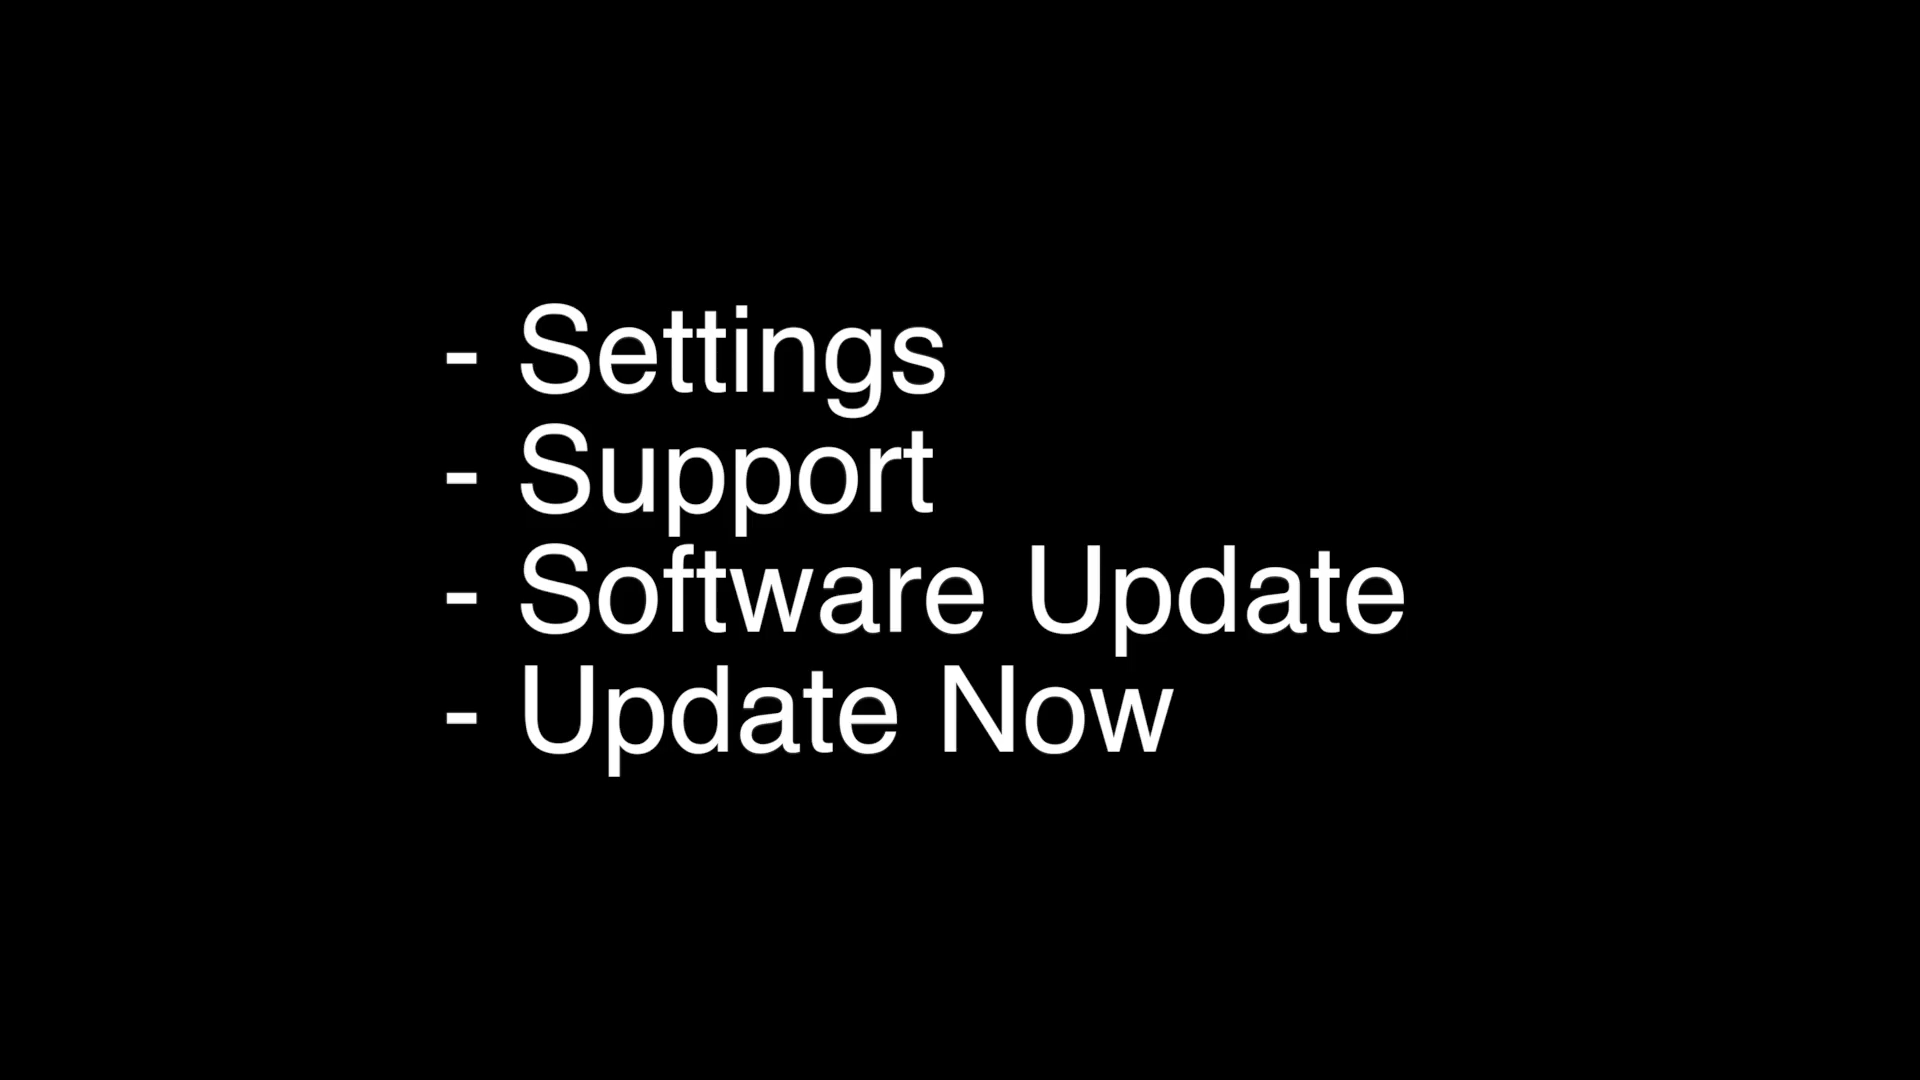 - Settings
- Support
- Software Update
- Update Now